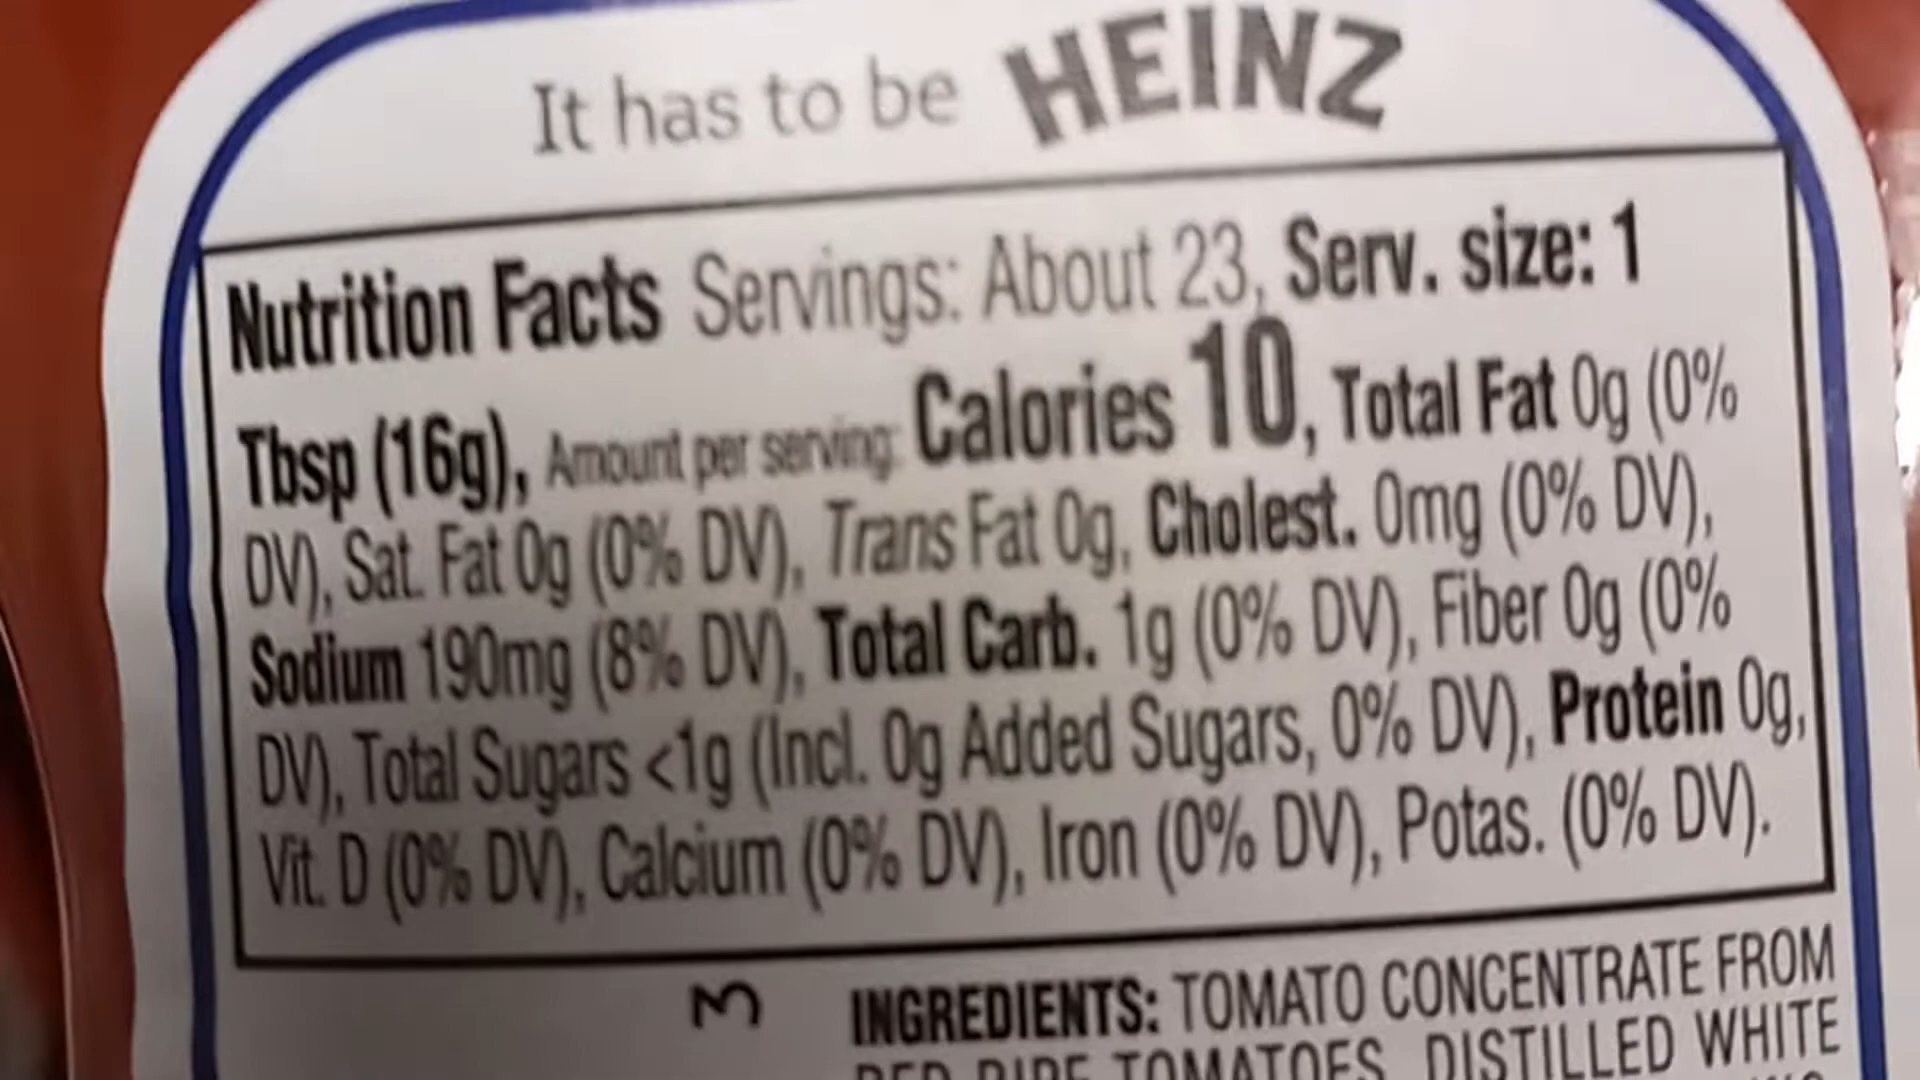 It has to be HEINZ
Nutrition Facts Servings: About 23, Serv. size: 1
Tbsp (16g), Amount per serving: Calories 10, Total Fat 0g (0%
DV), Sat. Fat 0g (0% DV), Trans Fat 0g, Cholest. 0mg (0% DV),
Sodium 190mg (8% DV), Total Carb. 1g (0% DV), Fiber 0g (0%
DV), Total Sugars <1g (Incl. 0g Added Sugars, 0% DV), Protein 0g,
Vit. D (0% DV), Calcium (0% DV), Iron (0% DV), Potas. (0% DV).
3
INGREDIENTS: TOMATO CONCENTRATE FROM
RED RIPE TOMATOES, DISTILLED WHITE